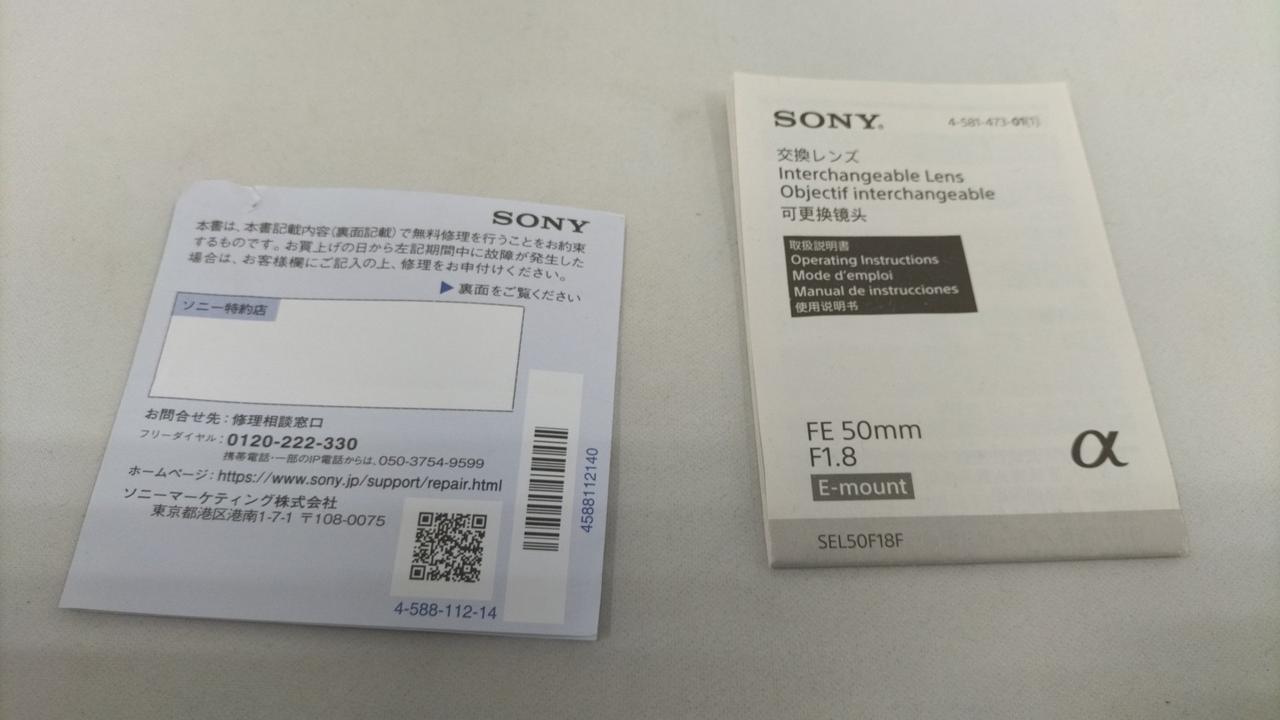 SONY
本書は、本書記載内容(裏面記載)で無料修理を行うことをお約束
するものです。お買上げの日から左記期間中に故障が発生した
場合は、お客様欄にご記入の上、修理をお申付けください。
▶裏面をご覧ください
ソニー特約店
お問合せ先:修理相談窓口
フリーダイヤル:0120-222-330
携帯電話・一部のIP電話からは、050-3754-9599
ホームページ:https://www.sony.jp/support/repair.html
ソニーマーケティング株式会社
東京都港区港南1-7-1 〒108-0075
4-588-112-14
4588112140
SONY®
4-581-473-01(1)
交換レンズ
Interchangeable Lens
Objectif interchangeable
可更换镜头
取扱説明書
Operating Instructions
Mode d'emploi
Manual de instrucciones
使用说明书
FE 50mm
F1.8
E-mount
α
SEL50F18F